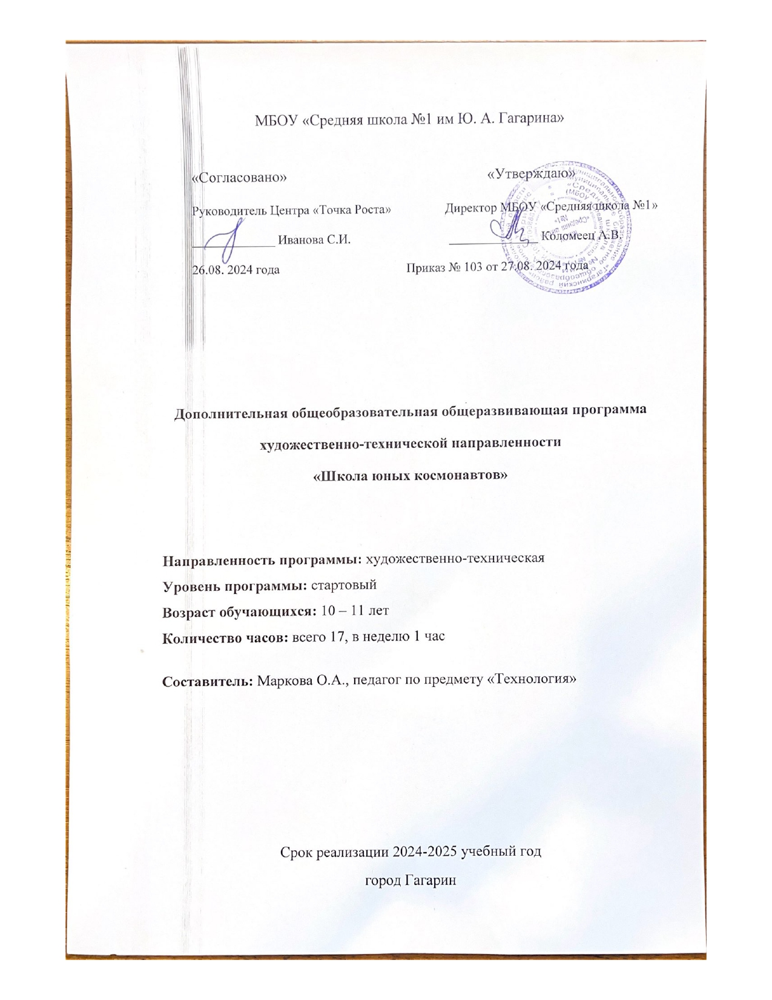 МБОУ «Средняя школа №1 им Ю. А. Гагарина»
«Согласовано» «Утверждаю»
Руководитель Центра «Точка Роста» Директор МБОУ «Средняя школа №1»
_____________ Иванова С.И. ______________ Коломеец А.В.
26.08. 2024 года Приказ № 103 от 27.08. 2024 года
Дополнительная общеобразовательная общеразвивающая программа
художественно-технической направленности
«Школа юных космонавтов»
Направленность программы: художественно-техническая
Уровень программы: стартовый
Возраст обучающихся: 10 – 11 лет
Количество часов: всего 17, в неделю 1 час
Составитель: Маркова О.А., педагог по предмету «Технология»
Срок реализации 2024-2025 учебный год
город Гагарин